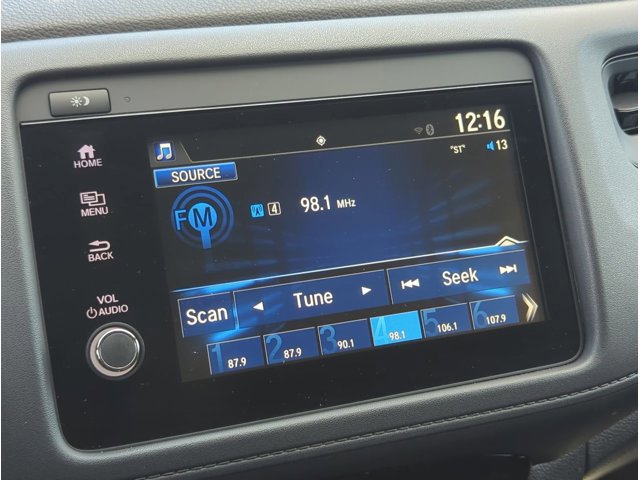 12:16
"ST" 13
HOME
SOURCE
FM 4 98.1 MHz
MENU
BACK
VOL
AUDIO
Scan ◄ Tune ► Seek
1 87.9 2 87.9 3 90.1 4 98.1 5 106.1 6 107.9